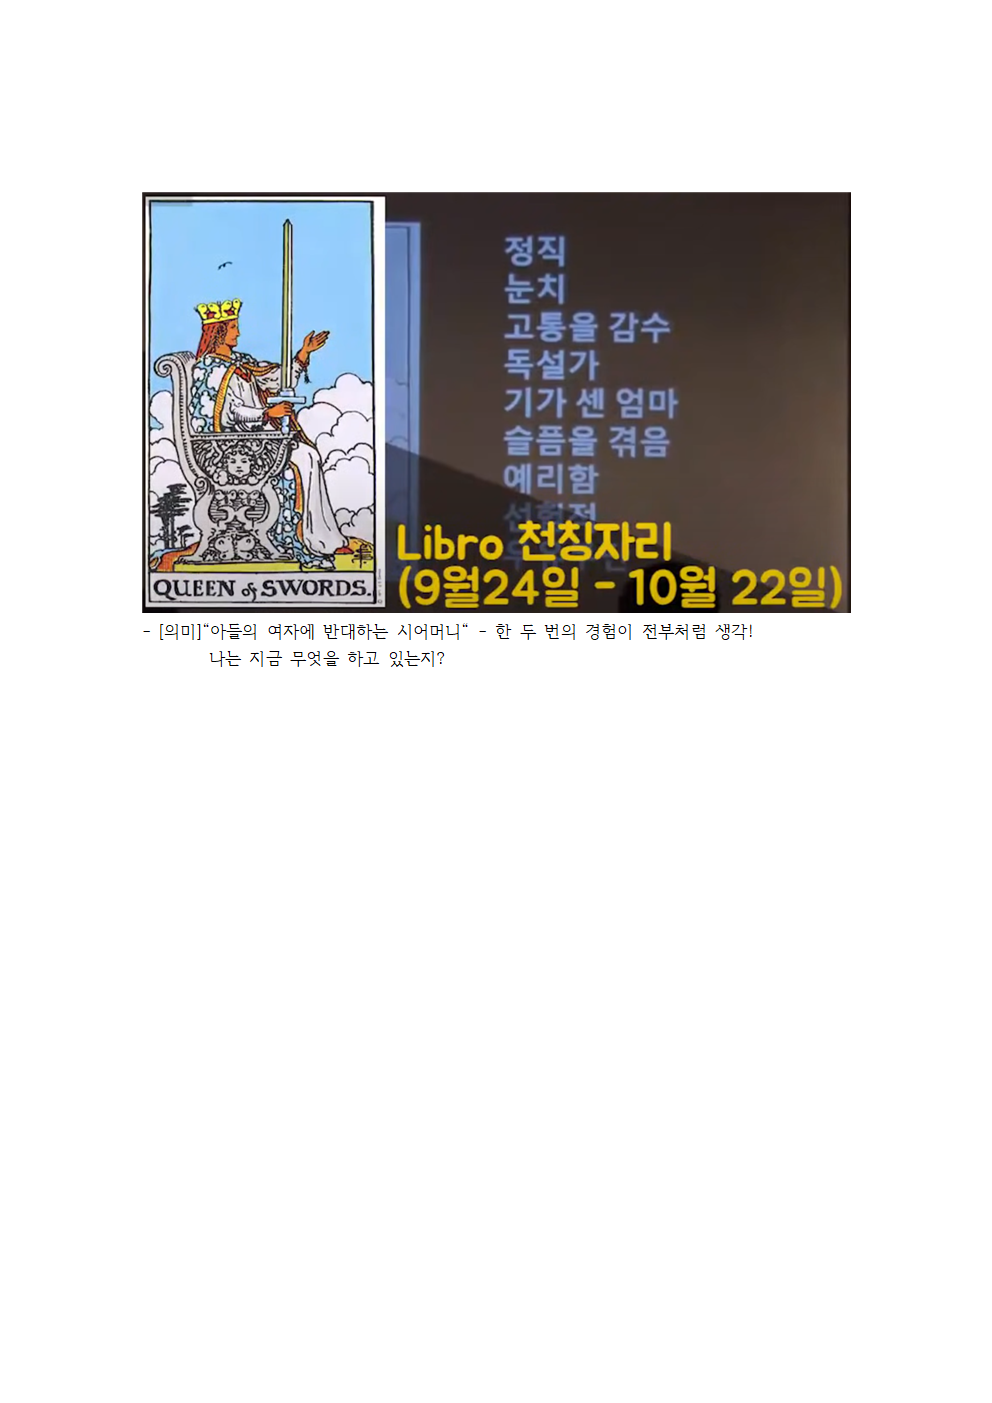 QUEEN of SWORDS.
정직
눈치
고통을 감수
독설가
기가 센 엄마
슬픔을 겪음
예리함
Libro 천칭자리
(9월24일 - 10월 22일)
- [의미]“아들의 여자에 반대하는 시어머니“ - 한 두 번의 경험이 전부처럼 생각!
나는 지금 무엇을 하고 있는지?